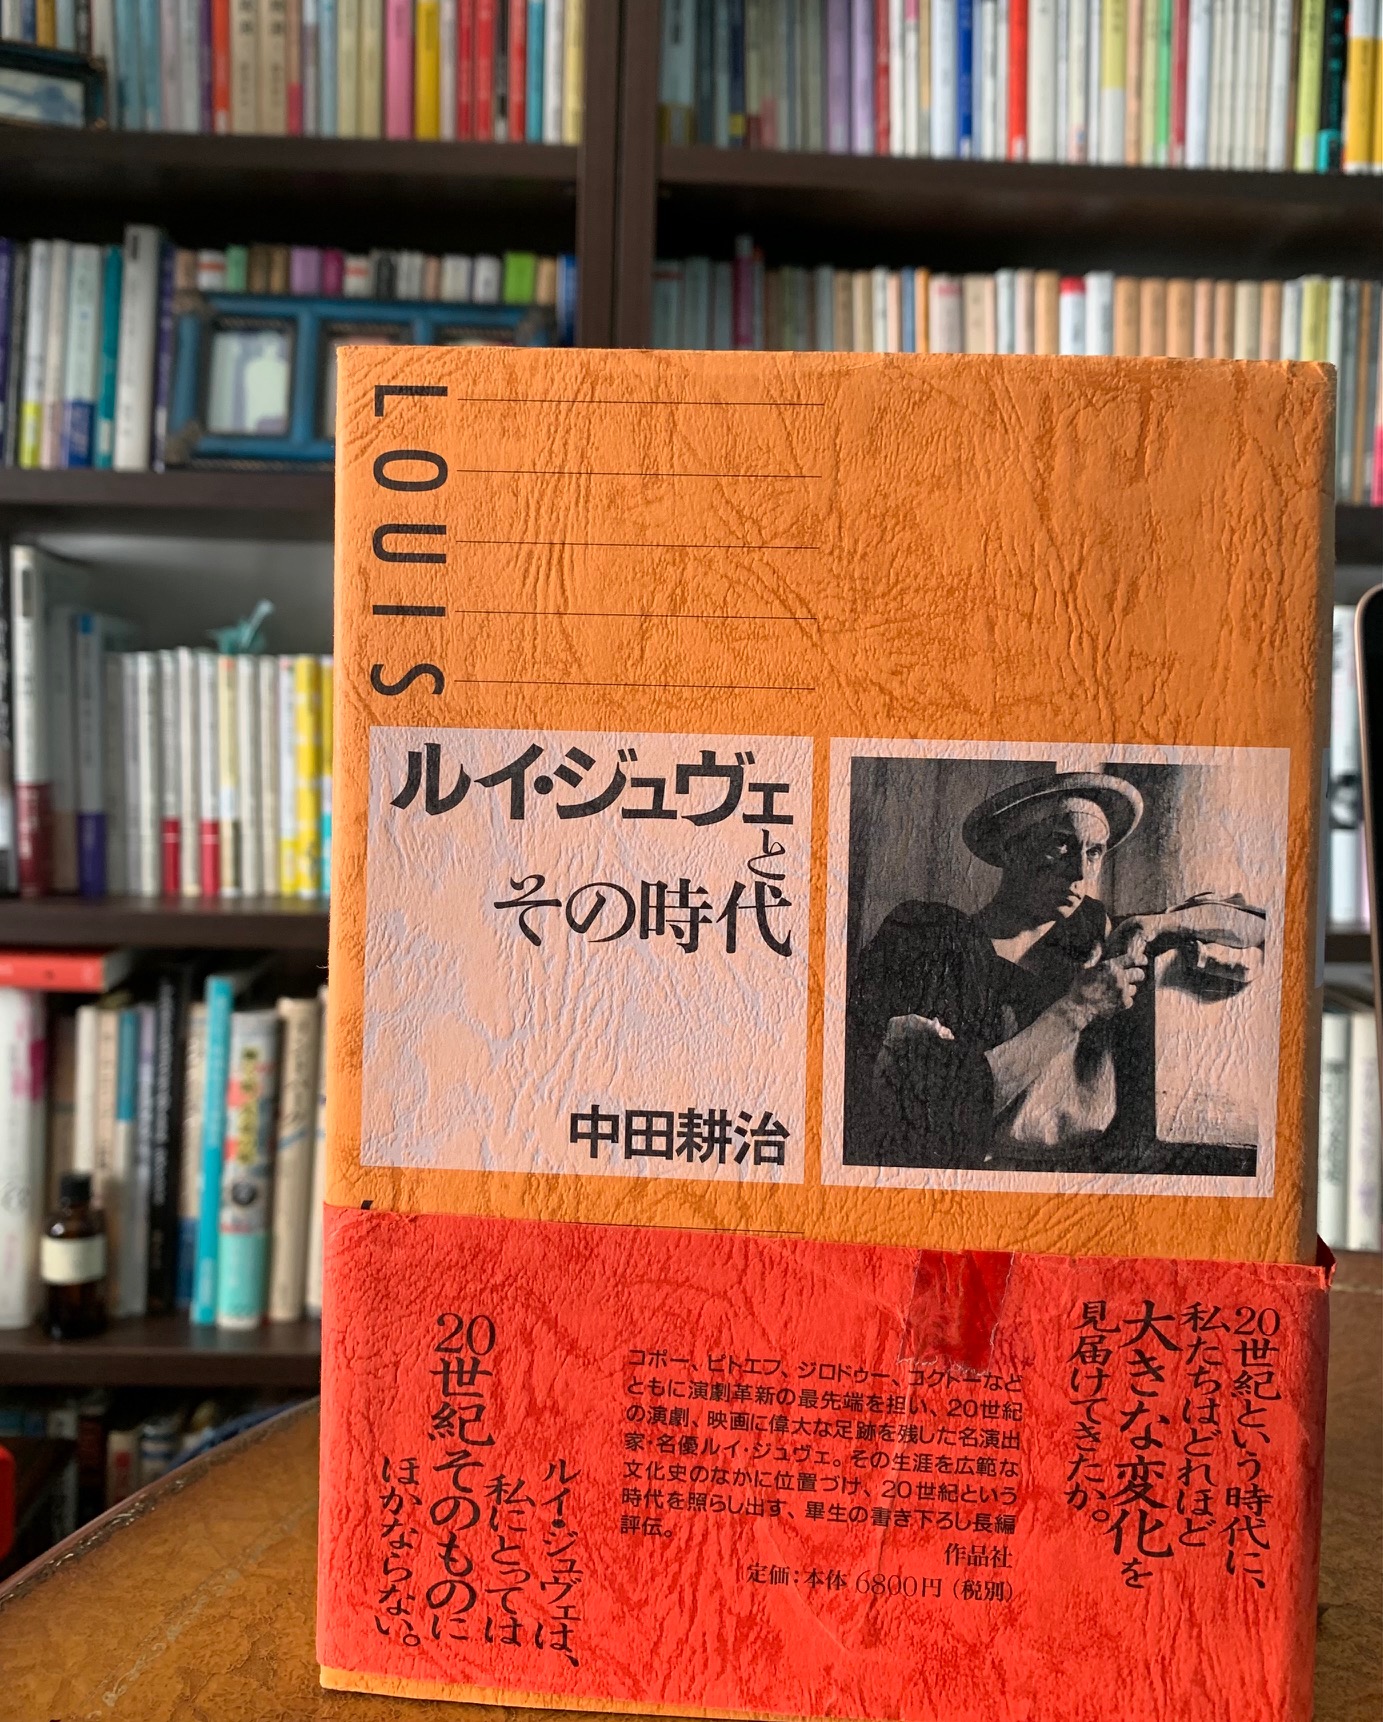 LOUIS
ルイ・ジュヴェ
と
その時代
中田耕治
20世紀という時代に、
私たちはどれほど
大きな変化を
見届けてきたか。
コポー、ピトエフ、ジロドゥー、コクトーなど
ともに演劇革新の最先端を担い、20世紀
の演劇、映画に偉大な足跡を残した名演出
家・名優ルイ・ジュヴェ。その生涯を広範な
文化史のなかに位置づけ、20世紀という
時代を照らし出す、畢生の書き下ろし長編
評伝。
作品社
定価：本体 6800円（税別）
ルイ・ジュヴェは、
私にとっては
20世紀そのものに
ほかならない。